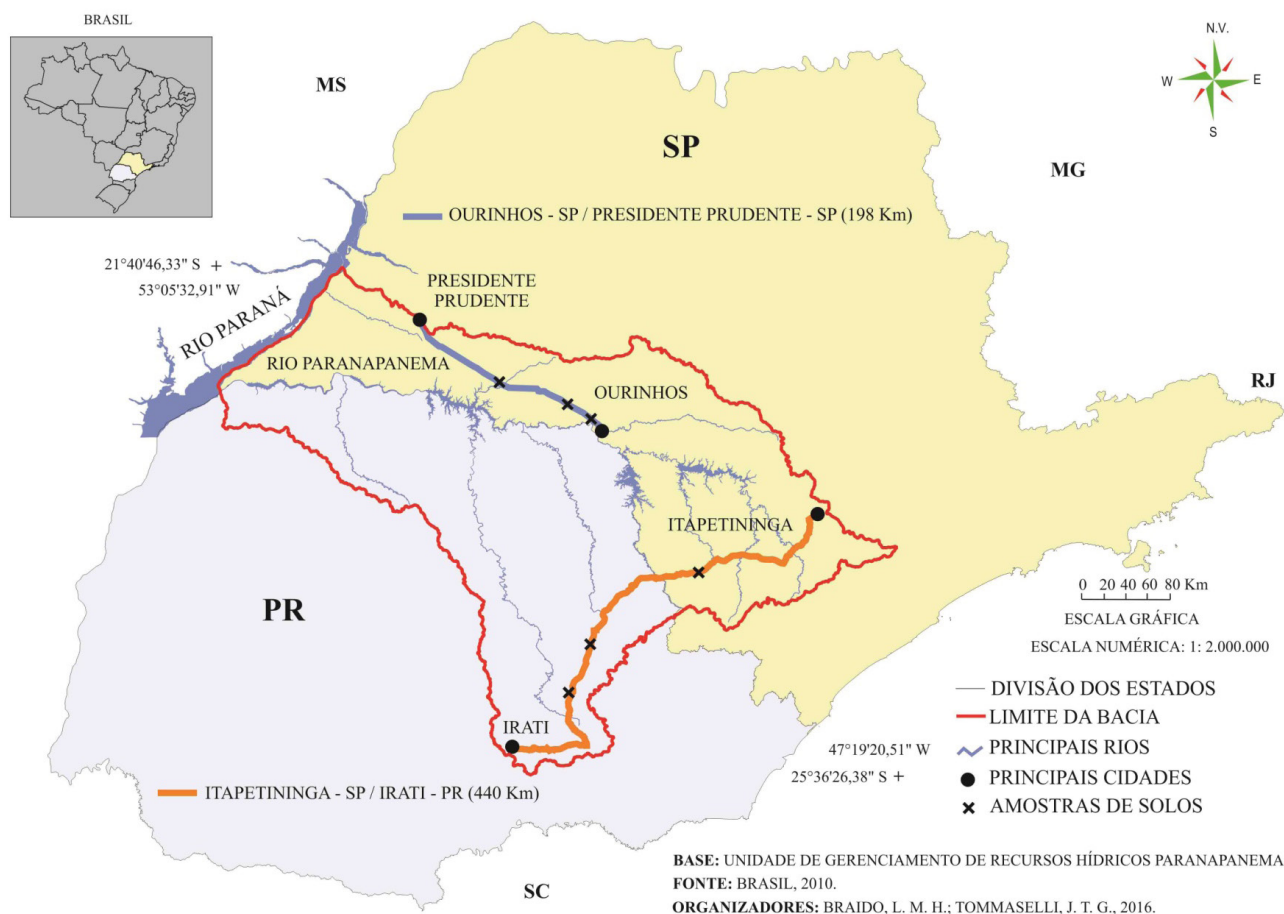 BRASIL
N.V.
W
E
S
MS
SP
MG
OURINHOS - SP / PRESIDENTE PRUDENTE - SP (198 Km)
21°40'46,33" S +
53°05'32,91" W
RIO PARANÁ
PRESIDENTE
PRUDENTE
RIO PARANAPANEMA
OURINHOS
RJ
ITAPETININGA
0 20 40 60 80 Km
ESCALA GRÁFICA
ESCALA NUMÉRICA: 1: 2.000.000
PR
DIVISÃO DOS ESTADOS
LIMITE DA BACIA
PRINCIPAIS RIOS
PRINCIPAIS CIDADES
AMOSTRAS DE SOLOS
IRATI
47°19'20,51" W
25°36'26,38" S +
ITAPETININGA - SP / IRATI - PR (440 Km)
SC
BASE: UNIDADE DE GERENCIAMENTO DE RECURSOS HÍDRICOS PARANAPANEMA
FONTE: BRASIL, 2010.
ORGANIZADORES: BRAIDO, L. M. H.; TOMMASELLI, J. T. G., 2016.